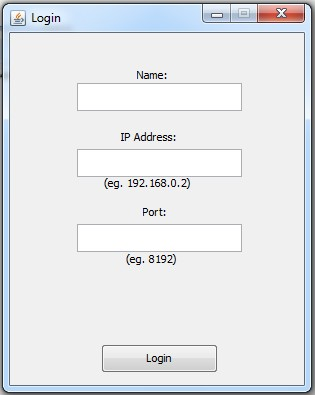 Login
Name:
IP Address:
(eg. 192.168.0.2)
Port:
(eg. 8192)
Login